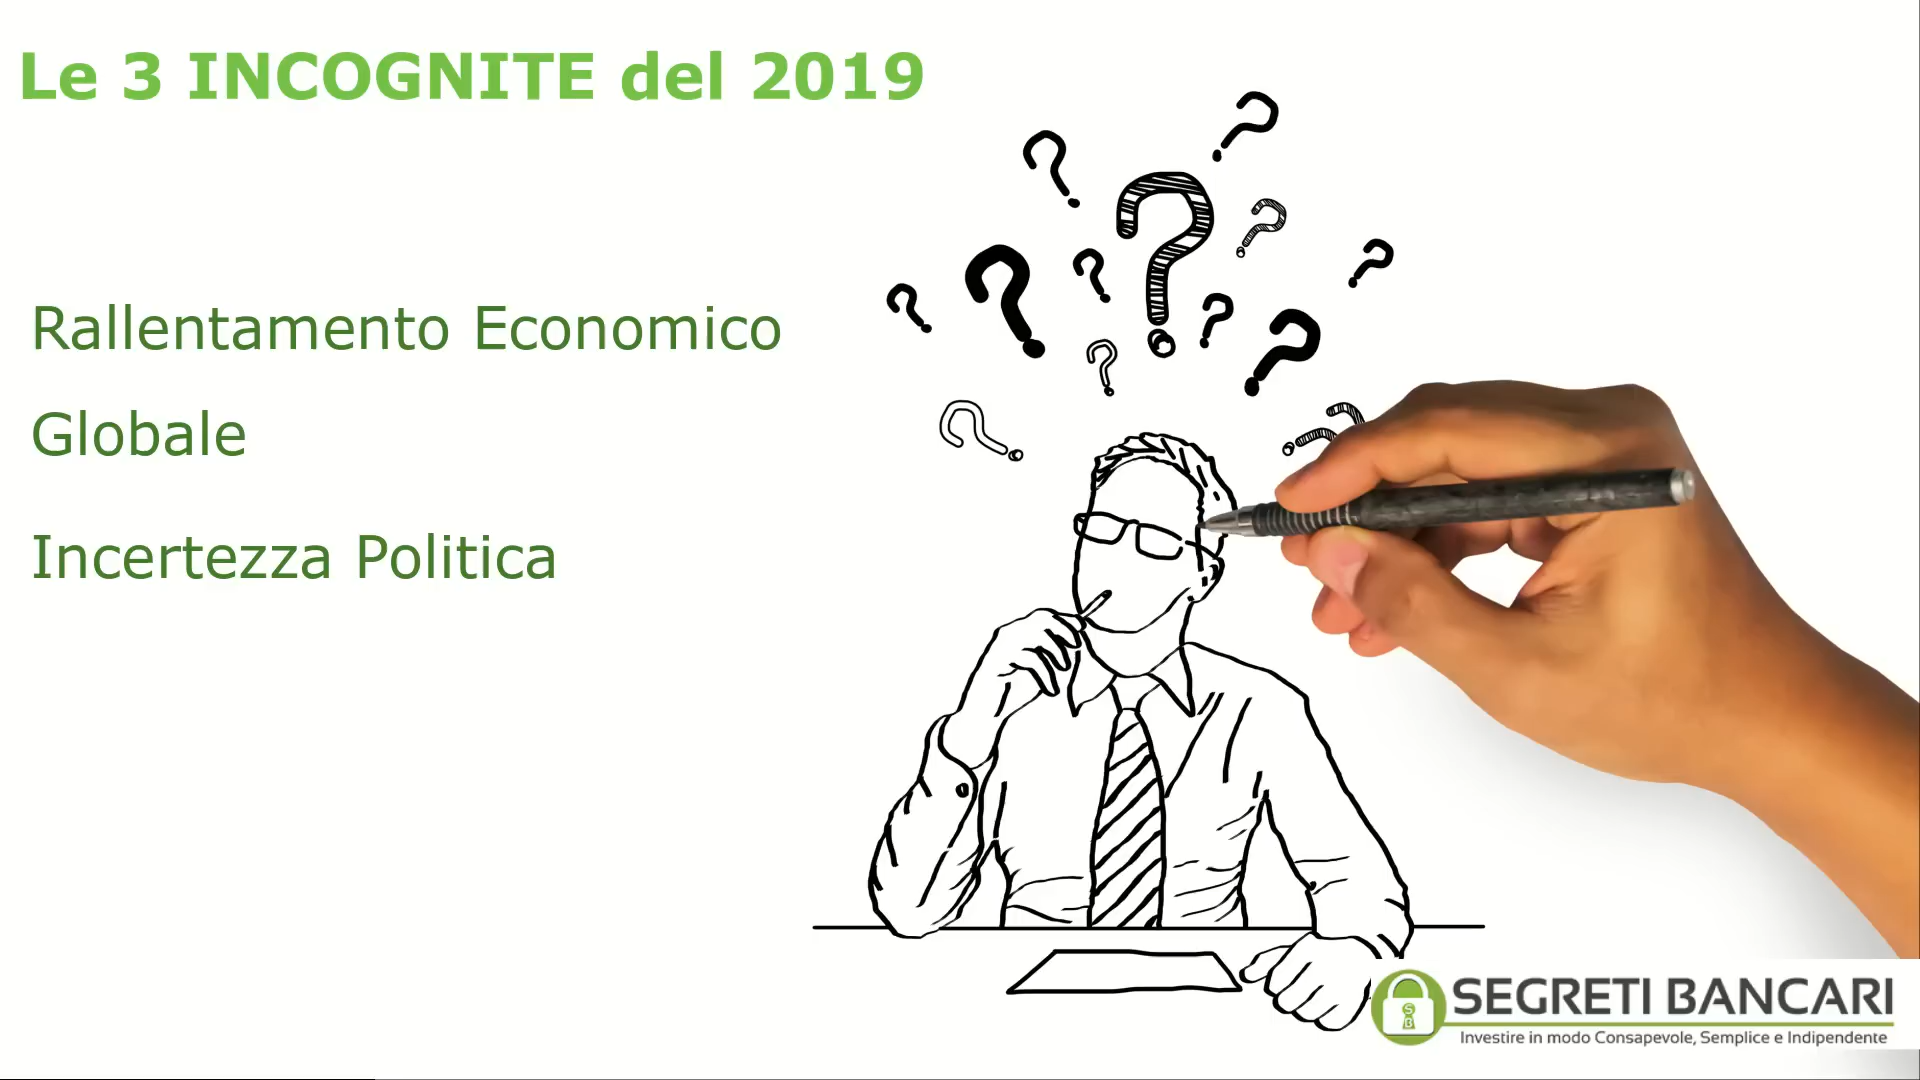 Le 3 INCOGNITE del 2019
Rallentamento Economico
Globale
Incertezza Politica
SEGRETI BANCARI
Investire in modo Consapevole, Semplice e Indipendente
S
B